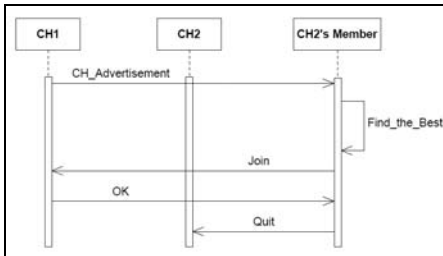 CH1 CH2 CH2's Member
CH_Advertisement
Find_the_Best
Join
OK
Quit